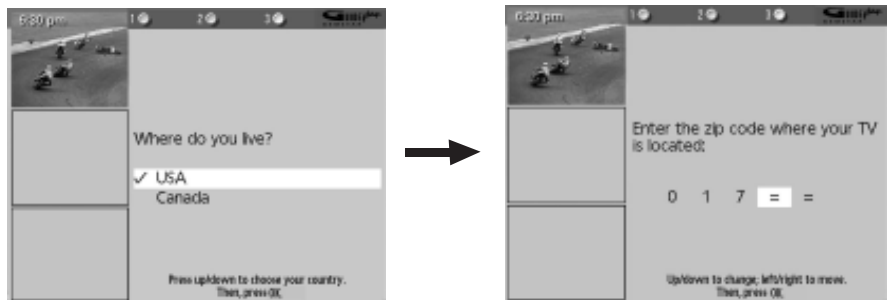 6:30 pm 1 2 3
Where do you live?
✓ USA
Canada
Press up/down to choose your country.
Then, press OK.
6:30 pm 1 2 3
Enter the zip code where your TV
is located:
0 1 7 = =
Up/down to change; left/right to move.
Then, press OK.